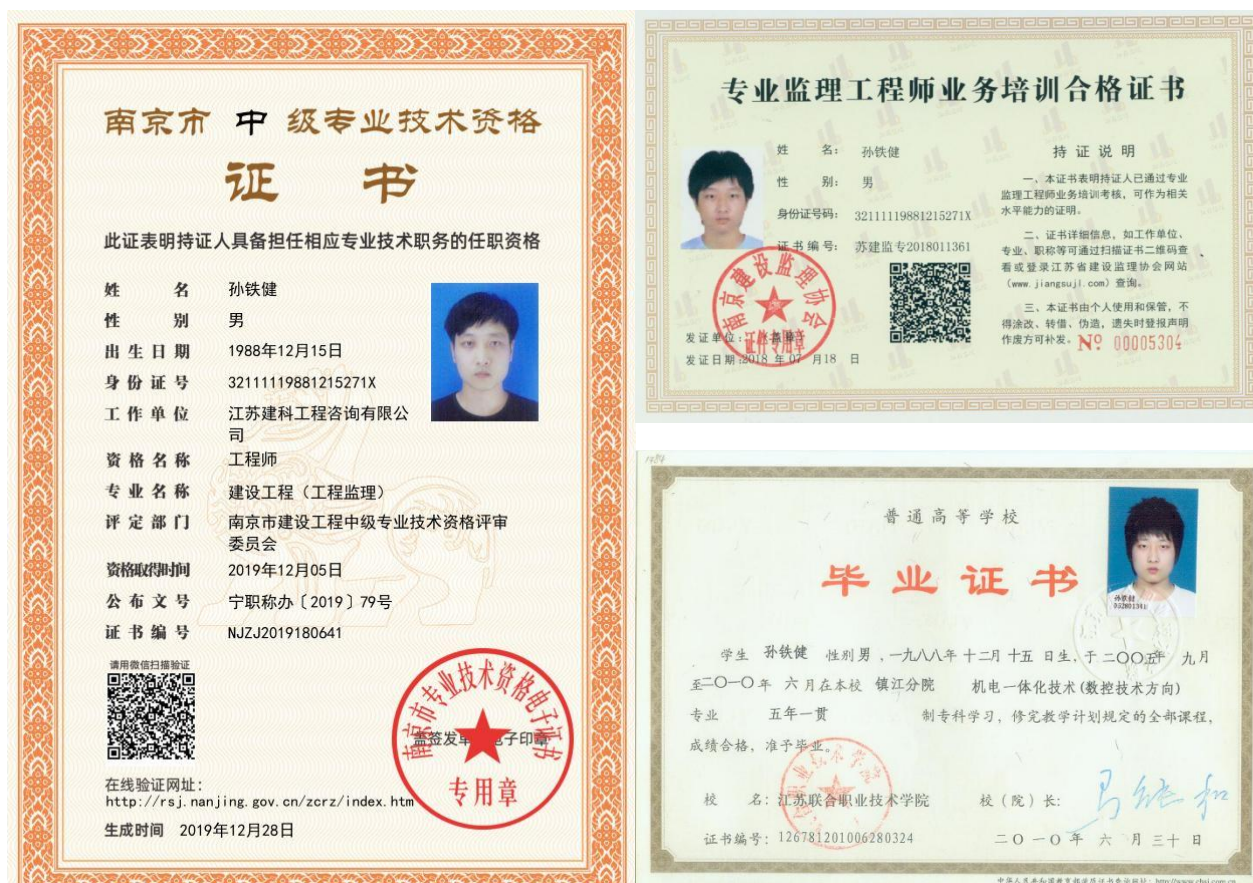 南京市 中 级专业技术资格
证 书
此证表明持证人具备担任相应专业技术职务的任职资格
姓 名 孙铁健
性 别 男
出生日期 1988年12月15日
身份证号 32111119881215271X
工作单位 江苏建科工程咨询有限公
司
资格名称 工程师
专业名称 建设工程（工程监理）
评定部门 南京市建设工程中级专业技术资格评审
委员会
资格取得时间 2019年12月05日
公布文号 宁职称办〔2019〕79号
证书编号 NJZJ2019180641
请用微信扫描验证
南京市专业技术资格电子证书
专用章
在线验证网址：
http://rsj.nanjing.gov.cn/zcrz/index.htm
生成时间 2019年12月28日
专业监理工程师业务培训合格证书
姓 名： 孙铁健
性 别： 男
身份证号码： 32111119881215271X
证书编号： 苏建监专2018011361
南京建设监理协会
证件专用章
发证单位：（盖章）
发证日期：2018 年 07 月18 日
持 证 说 明
一、本证书表明持证人已通过专业
监理工程师业务培训考核，可作为相关
水平能力的证明。
二、证书详细信息，如工作单位、
专业、职称等可通过扫描证书二维码查
看或登录江苏省建设监理协会网站
（www.jiangsujl.com）查询。
三、本证书由个人使用和保管，不
得涂改、转借、伪造，遗失时登报声明
作废方可补发。 Nº 00005304
普通高等学校
毕业证书
孙铁健
学生 孙铁健 性别 男 ，一九八八年 十二月 十五 日生，于 二〇〇五年 九月
至二〇一〇年 六 月在本校 镇江分院 机电一体化技术(数控技术方向)
专业 五年一贯 制专科学习，修完教学计划规定的全部课程，
成绩合格，准予毕业。
校 名：江苏联合职业技术学院 校（院）长： 马能和
证书编号：126781201006280324 二〇一〇 年 六 月 三十 日